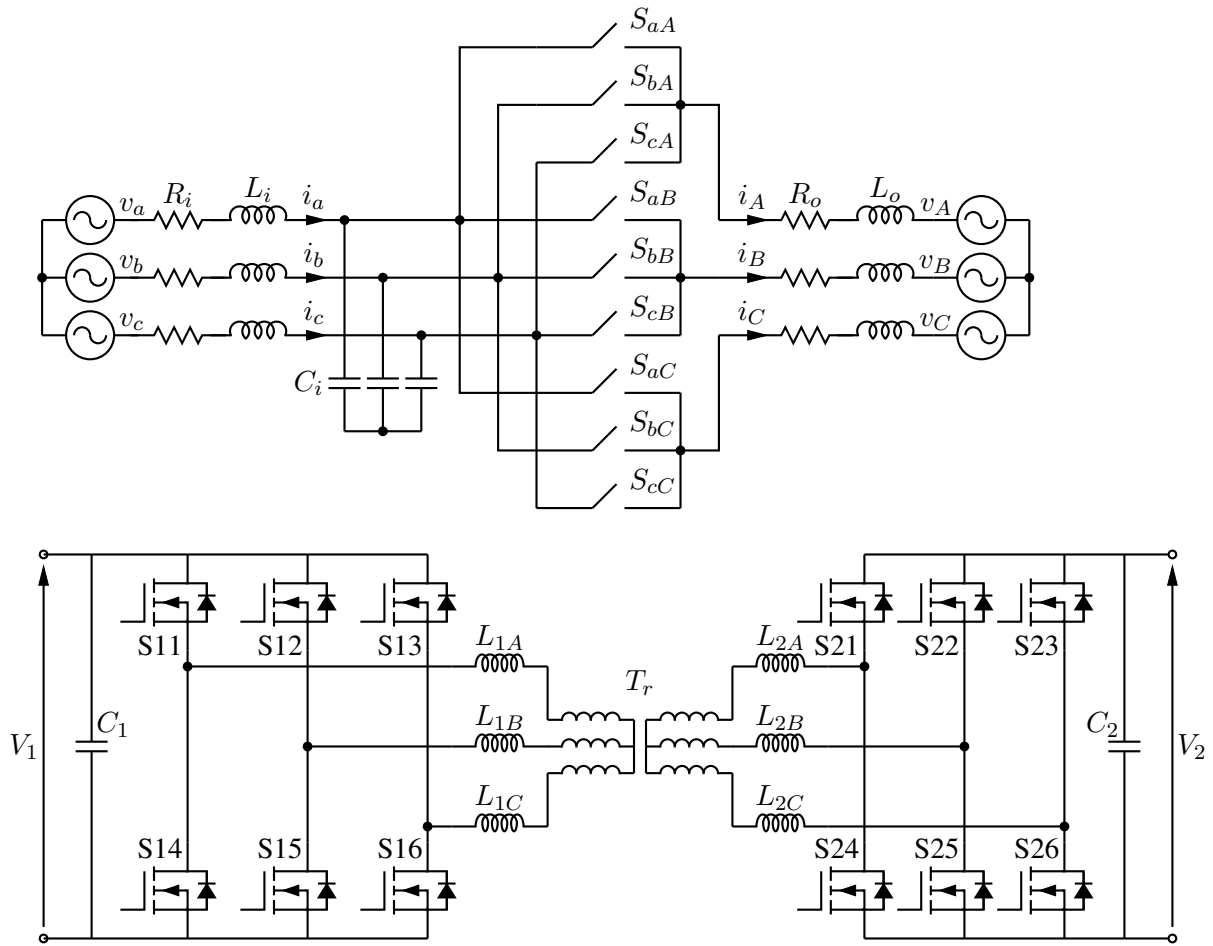 S_{aA}
S_{bA}
S_{cA}
v_a R_i L_i i_a S_{aB} i_A R_o L_o v_A
v_b i_b S_{bB} i_B v_B
v_c i_c S_{cB} i_C v_C
C_i S_{aC}
S_{bC}
S_{cC}
S11 S12 S13 L_{1A} L_{2A} S21 S22 S23
T_r
V_1 C_1 L_{1B} L_{2B} C_2 V_2
L_{1C} L_{2C}
S14 S15 S16 S24 S25 S26